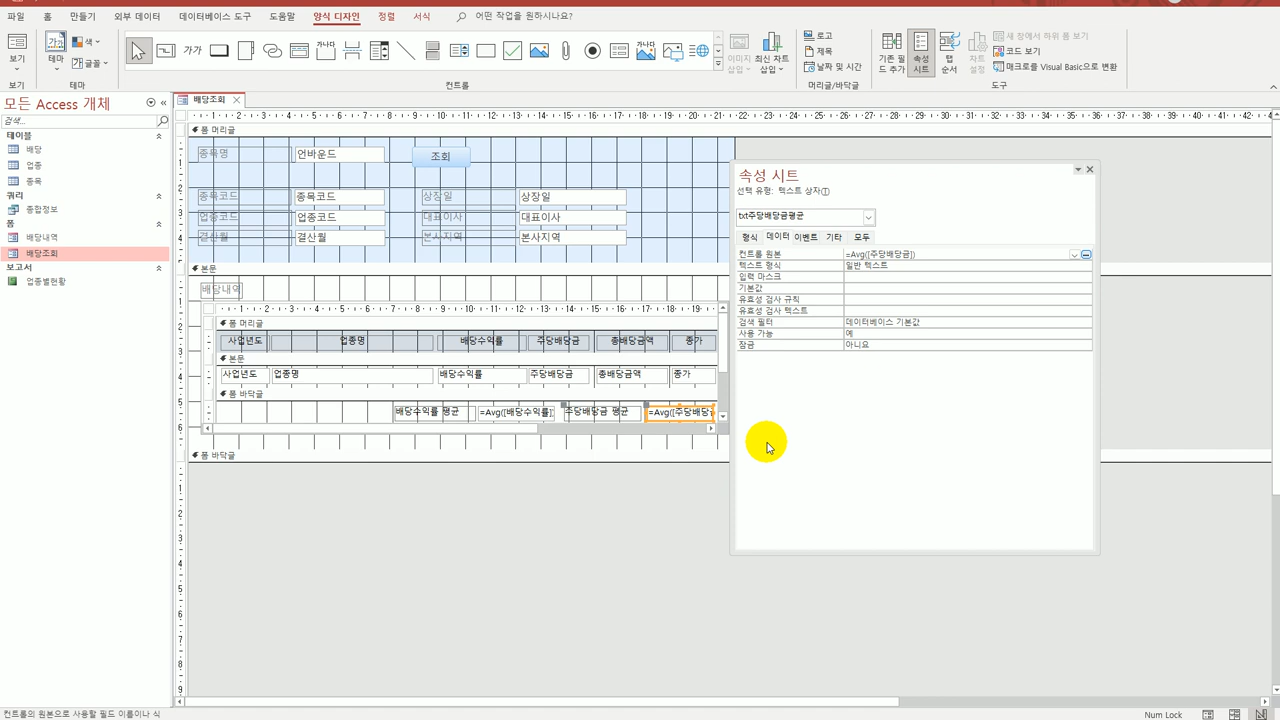 파일 홈 만들기 외부 데이터 데이터베이스 도구 도움말 양식 디자인 정렬 서식 어떤 작업을 원하시나요?
보기 테마 색 글꼴 가가 이미지 삽입 최신 차트 삽입 로고 제목 날짜 및 시간 기존 필드 추가 속성 시트 탭 순서 차트 설정 새 창에서 하위 폼 보기 코드 보기 매크로를 Visual Basic으로 변환
보기 테마 컨트롤 머리글/바닥글 도구
모든 Access 개체
검색...
테이블
배당
업종
종목
쿼리
종합정보
폼
배당내역
배당조회
보고서
업종별현황
배당조회
폼 머리글
종목명 언바운드 조회
종목코드 종목코드 상장일 상장일
업종코드 업종코드 대표이사 대표이사
결산월 결산월 본사지역 본사지역
본문
배당내역
폼 머리글
사업년도 업종명 배당수익률 주당배당금 총배당금액 종가
본문
사업년도 업종명 배당수익률 주당배당금 총배당금액 종가
폼 바닥글
배당수익률 평균 =Avg([배당수익률]) 주당배당금 평균 =Avg([주당배당금
폼 바닥글
속성 시트
선택 유형: 텍스트 상자(T)
txt주당배당금평균
형식 데이터 이벤트 기타 모두
컨트롤 원본 =Avg([주당배당금])
텍스트 형식 일반 텍스트
입력 마스크
기본값
유효성 검사 규칙
유효성 검사 텍스트
검색 필터 데이터베이스 기본값
사용 가능 예
잠금 아니요
컨트롤의 원본으로 사용할 필드 이름이나 식
Num Lock